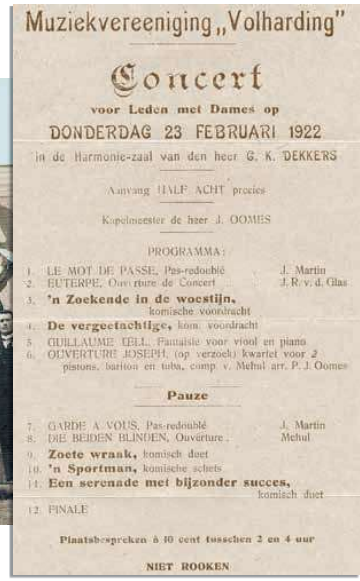 Muziekvereeniging „Volharding"
Concert
voor Leden met Dames op
DONDERDAG 23 FEBRUARI 1922
in de Harmonie-zaal van den heer G. K. DEKKERS
Aanvang HALF ACHT precies
Kapelmeester de heer J. OOMES
PROGRAMMA:
1. LE MOT DE PASSE, Pas-redoublé . J. Martin
2. EUTERPE, Ouverture de Concert . J. R. v. d. Glas
3. 'n Zoekende in de woestijn,
komische voordracht
4. De vergeetachtige, kom. voordracht
5. GUILLAUME TELL, Fantaisie voor viool en piano
6. OUVERTURE JOSEPH, (op verzoek) kwartet voor 2
pistons, bariton en tuba, comp. v. Mehul arr. P. J. Oomes
Pauze
7. GARDE A VOUS, Pas-redoublé J. Martin
8. DIE BEIDEN BLINDEN, Ouverture . Mehul
9. Zoete wraak, komisch duet
10. 'n Sportman, komische schets
11. Een serenade met bijzonder succes,
komisch duet
12. FINALE
Plaatsbespreken à 10 cent tusschen 2 en 4 uur
NIET ROOKEN